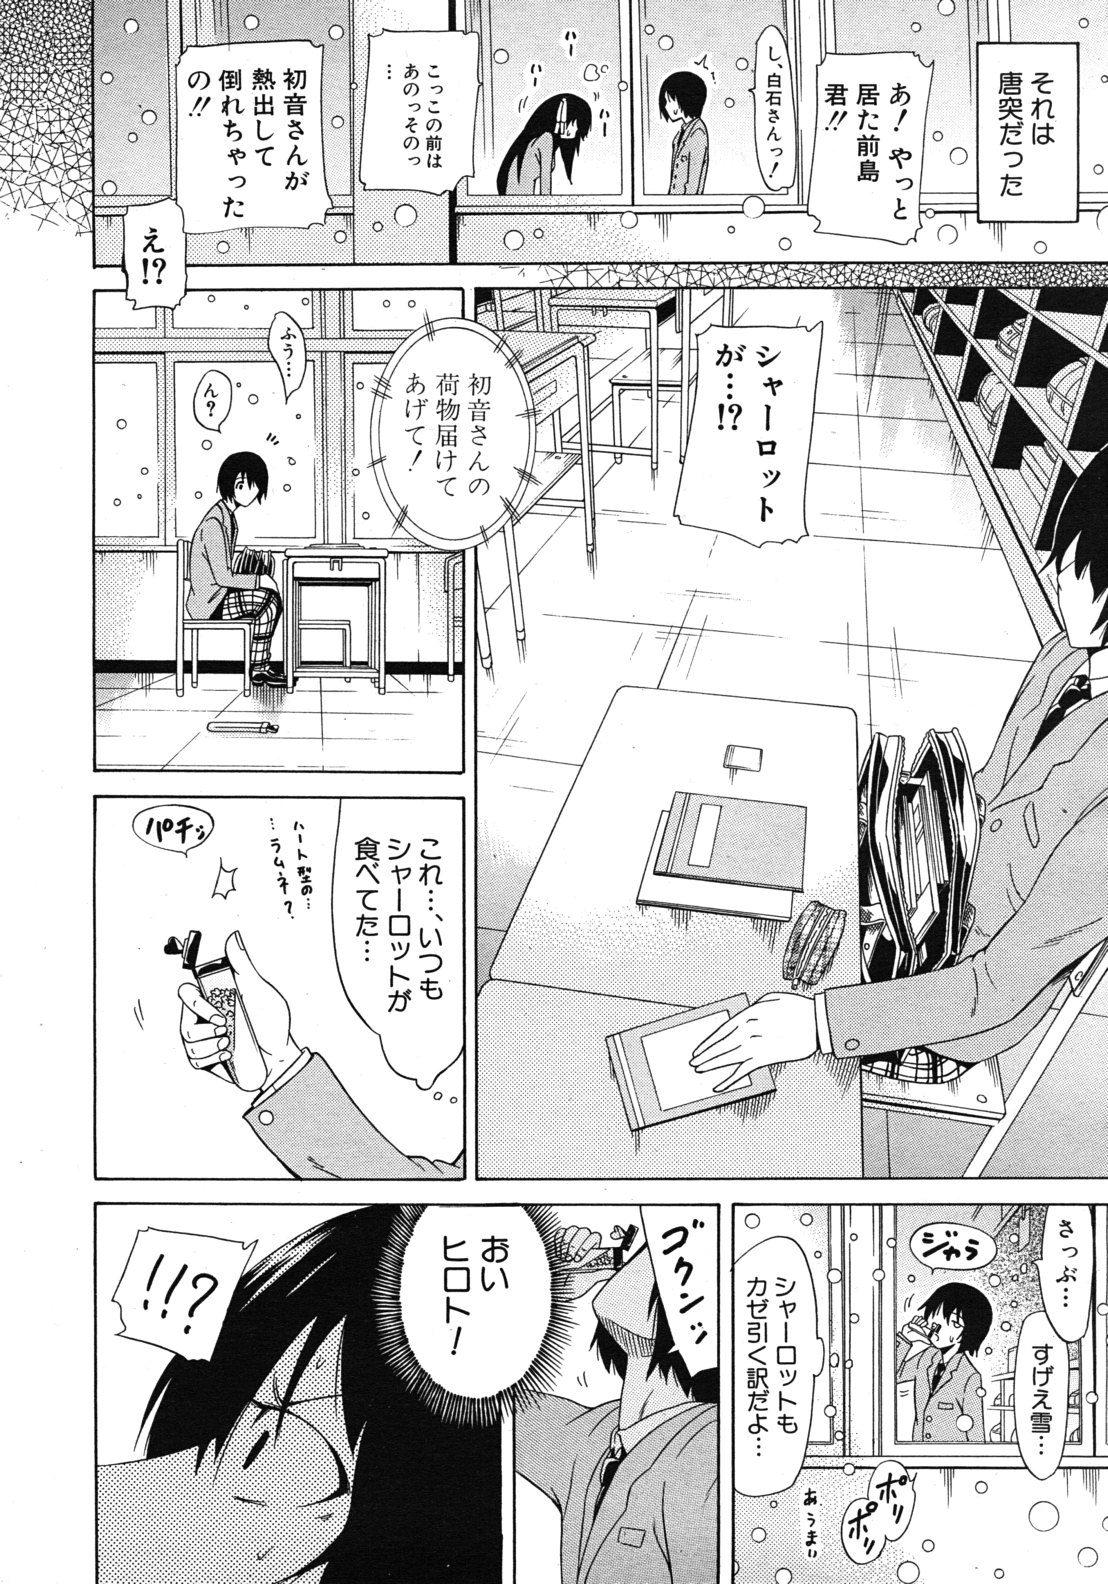 それは
唐突だった
あ！やっと
居た前島
君!!
し、白石さんっ！
ハー
ハー
こっこの前は
あのっそのっ
…
初音さんが
熱出して
倒れちゃった
の!!
え!?
シャーロット
が…!?
初音さんの
荷物届けて
あげて！
ふう…
ん？
これ…、いつも
シャーロットが
食べてた…
ハート型の…
…ラムネ？
パチッ
さっぶ…
すげえ雪…
ジャラ
シャーロットも
カゼ引く訳だよ…
ポリ
ポリ
あうまい
ゴクンッ
おい
ヒロト！
!!?